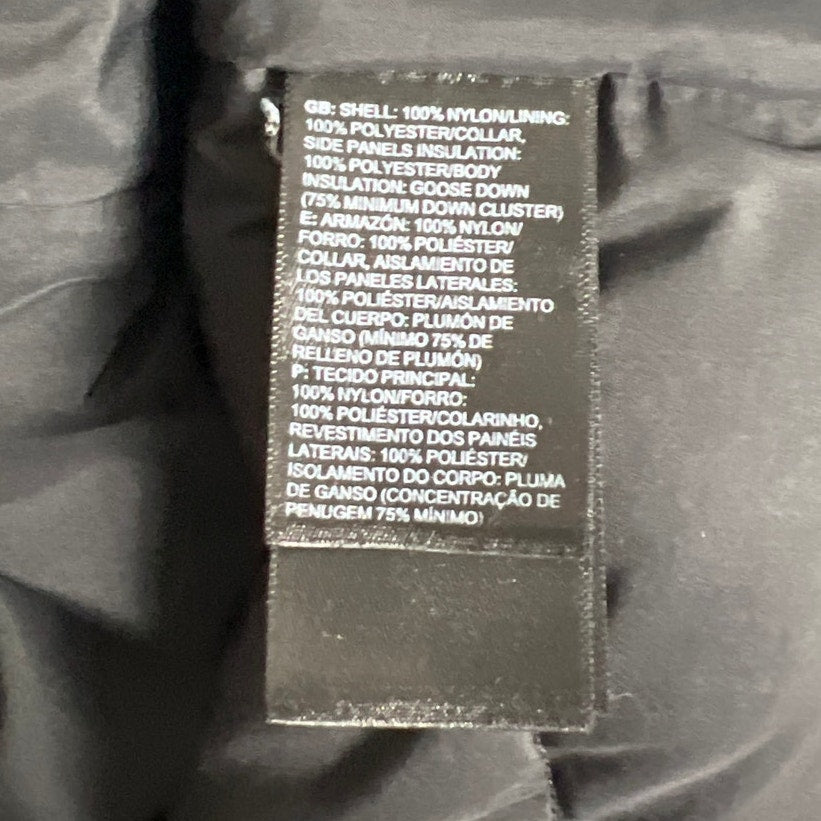 GB: SHELL: 100% NYLON/LINING:
100% POLYESTER/COLLAR,
SIDE PANELS INSULATION:
100% POLYESTER/BODY
INSULATION: GOOSE DOWN
(75% MINIMUM DOWN CLUSTER)
E: ARMAZÓN: 100% NYLON/
FORRO: 100% POLIÉSTER/
COLLAR, AISLAMIENTO DE
LOS PANELES LATERALES:
100% POLIÉSTER/AISLAMIENTO
DEL CUERPO: PLUMÓN DE
GANSO (MÍNIMO 75% DE
RELLENO DE PLUMÓN)
P: TECIDO PRINCIPAL:
100% NYLON/FORRO:
100% POLIÉSTER/COLARINHO,
REVESTIMENTO DOS PAINÉIS
LATERAIS: 100% POLIÉSTER/
ISOLAMENTO DO CORPO: PLUMA
DE GANSO (CONCENTRAÇÃO DE
PENUGEM 75% MÍNIMO)